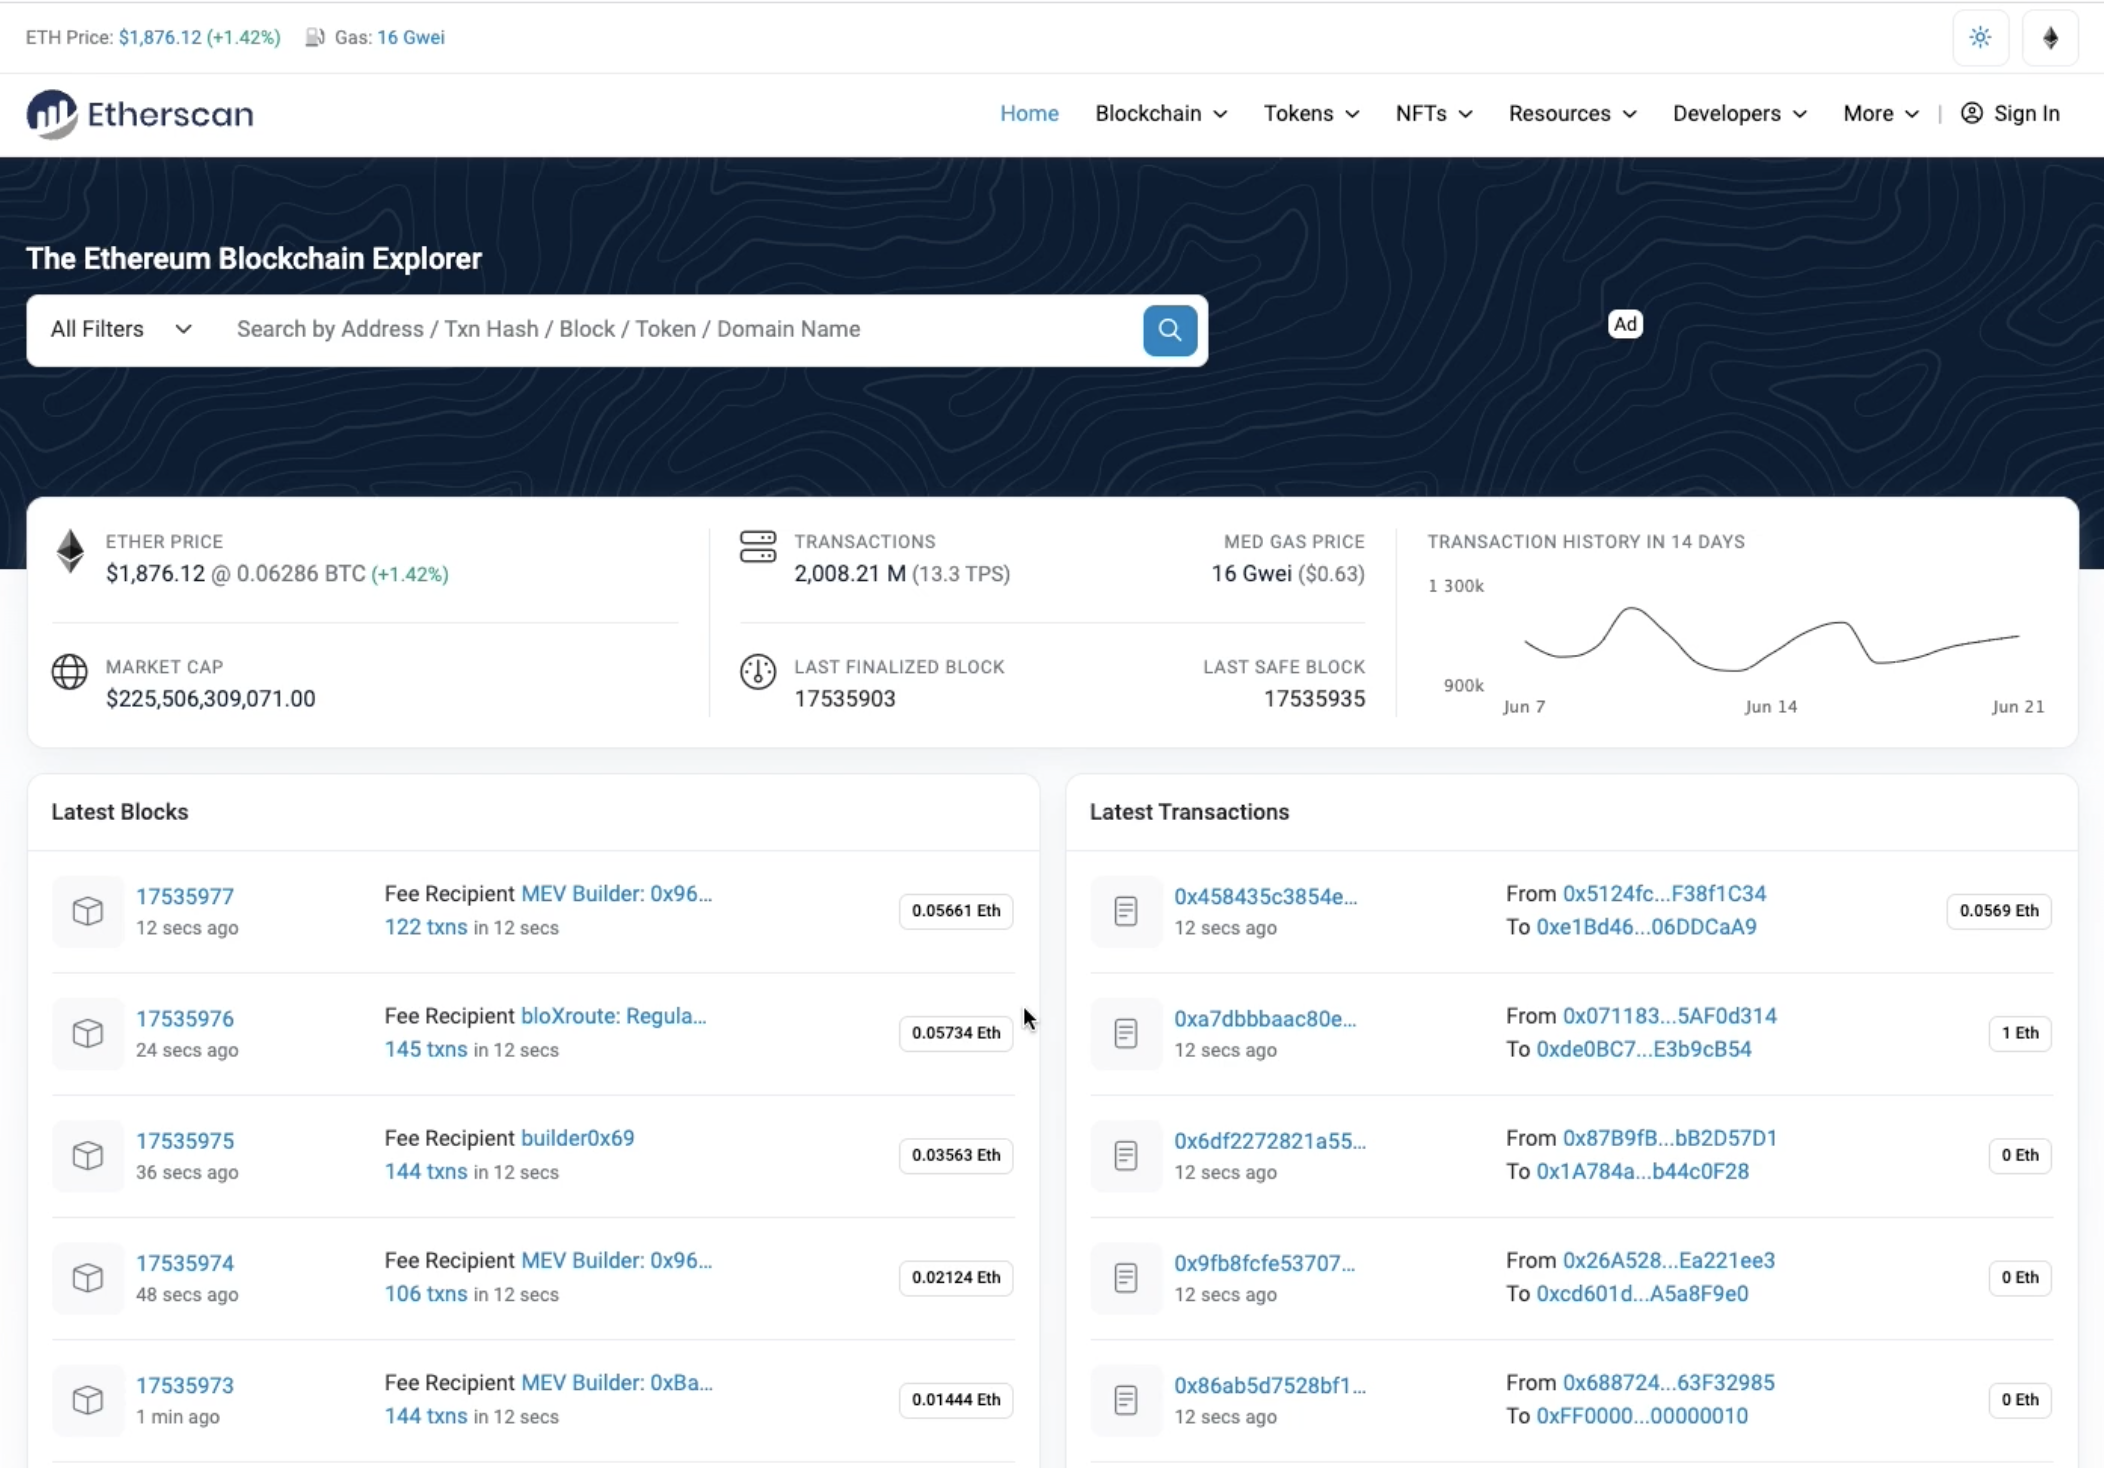 ETH Price: $1,876.12 (+1.42%) Gas: 16 Gwei
Etherscan
Home Blockchain Tokens NFTs Resources Developers More | Sign In
The Ethereum Blockchain Explorer
All Filters Search by Address / Txn Hash / Block / Token / Domain Name
Ad
ETHER PRICE
$1,876.12 @ 0.06286 BTC (+1.42%)
MARKET CAP
$225,506,309,071.00
TRANSACTIONS
2,008.21 M (13.3 TPS)
MED GAS PRICE
16 Gwei ($0.63)
LAST FINALIZED BLOCK
17535903
LAST SAFE BLOCK
17535935
TRANSACTION HISTORY IN 14 DAYS
1 300k
900k
Jun 7 Jun 14 Jun 21
Latest Blocks
17535977
12 secs ago
Fee Recipient MEV Builder: 0x96...
122 txns in 12 secs
0.05661 Eth
17535976
24 secs ago
Fee Recipient bloXroute: Regula...
145 txns in 12 secs
0.05734 Eth
17535975
36 secs ago
Fee Recipient builder0x69
144 txns in 12 secs
0.03563 Eth
17535974
48 secs ago
Fee Recipient MEV Builder: 0x96...
106 txns in 12 secs
0.02124 Eth
17535973
1 min ago
Fee Recipient MEV Builder: 0xBa...
144 txns in 12 secs
0.01444 Eth
Latest Transactions
0x458435c3854e...
12 secs ago
From 0x5124fc...F38f1C34
To 0xe1Bd46...06DDCaA9
0.0569 Eth
0xa7dbbbaac80e...
12 secs ago
From 0x071183...5AF0d314
To 0xde0BC7...E3b9cB54
1 Eth
0x6df2272821a55...
12 secs ago
From 0x87B9fB...bB2D57D1
To 0x1A784a...b44c0F28
0 Eth
0x9fb8fcfe53707...
12 secs ago
From 0x26A528...Ea221ee3
To 0xcd601d...A5a8F9e0
0 Eth
0x86ab5d7528bf1...
12 secs ago
From 0x688724...63F32985
To 0xFF0000...00000010
0 Eth